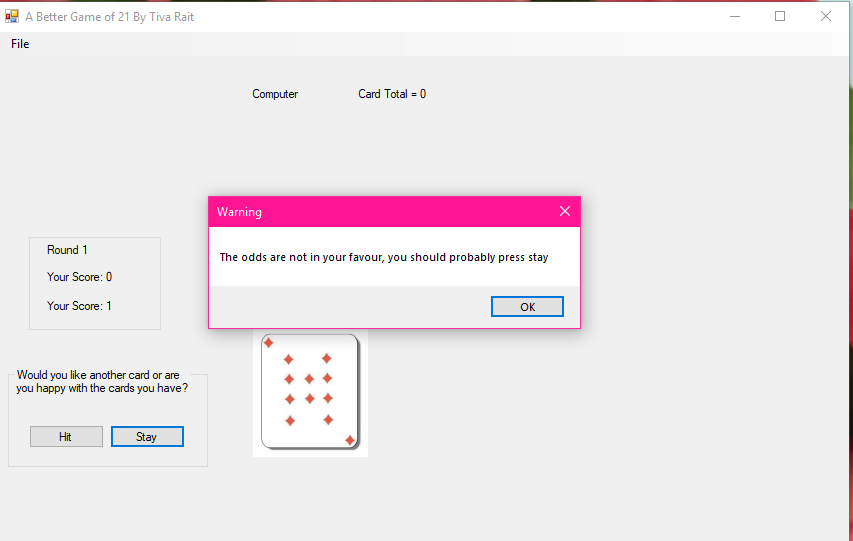 A Better Game of 21 By Tiva Rait
File
Computer
Card Total = 0
Warning
The odds are not in your favour, you should probably press stay
OK
Round 1
Your Score: 0
Your Score: 1
Would you like another card or are
you happy with the cards you have?
Hit
Stay